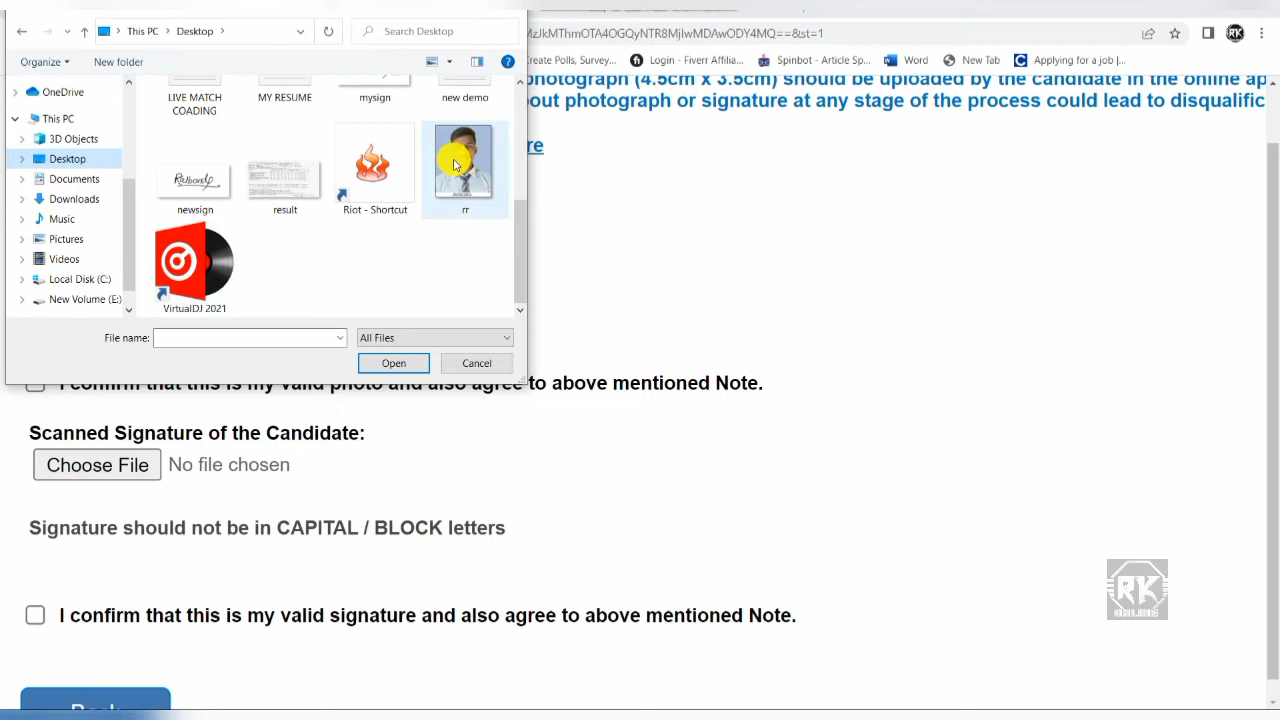 This PC > Desktop >
Search Desktop
MzJkMThmOTA4OGQyNTR8MjIwMDAwODY4MQ==&st=1
Organize
New folder
Create Polls, Survey...
Login - Fiverr Affilia...
Spinbot - Article Sp...
Word
New Tab
Applying for a job |...
photograph (4.5cm x 3.5cm) should be uploaded by the candidate in the online ap
out photograph or signature at any stage of the process could lead to disqualific
re
OneDrive
This PC
3D Objects
Desktop
Documents
Downloads
Music
Pictures
Videos
Local Disk (C:)
New Volume (E:)
LIVE MATCH
COADING
MY RESUME
mysign
new demo
newsign
result
Riot - Shortcut
rr
VirtualDJ 2021
File name:
All Files
Open
Cancel
I confirm that this is my valid photo and also agree to above mentioned Note.
Scanned Signature of the Candidate:
Choose File No file chosen
Signature should not be in CAPITAL / BLOCK letters
RK
ONLINE
I confirm that this is my valid signature and also agree to above mentioned Note.
Back